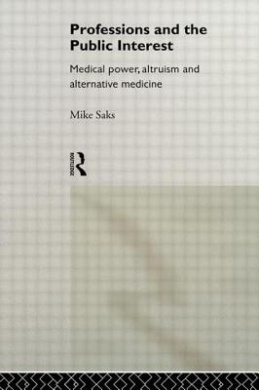 Professions and the
Public Interest
Medical power, altruism and
alternative medicine
Mike Saks
ROUTLEDGE